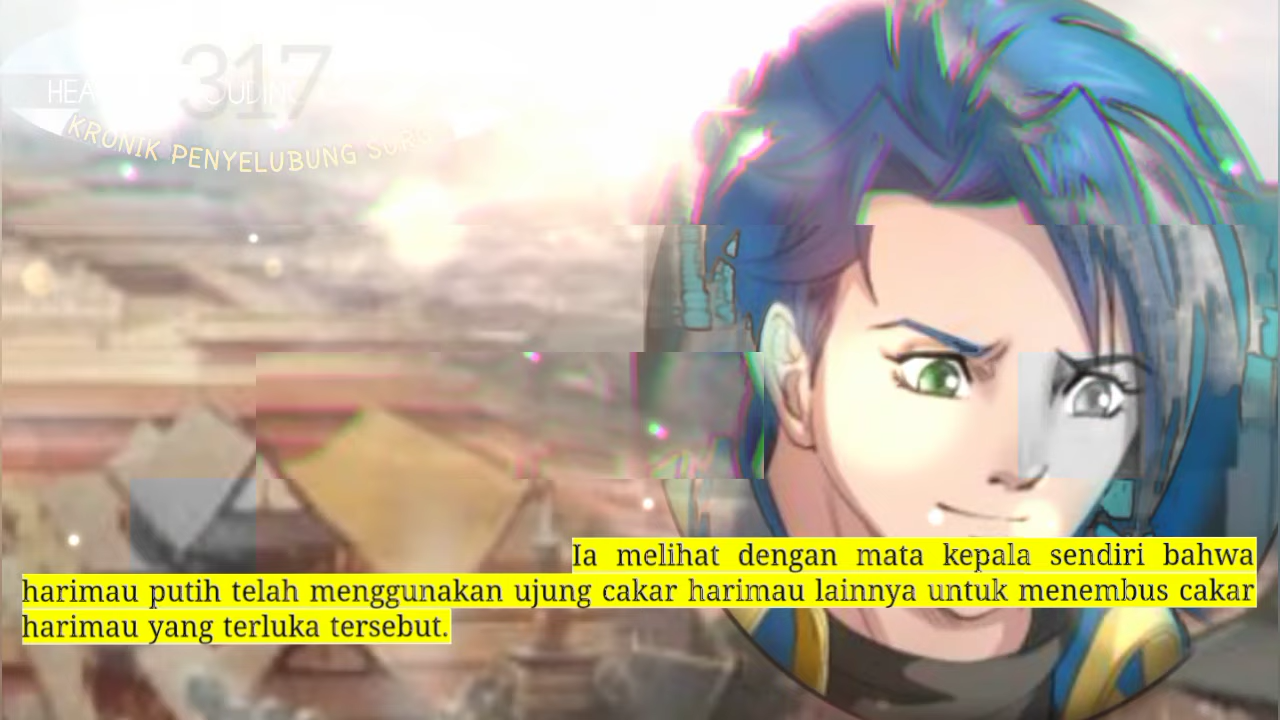 317
KRONIK PENYELUBUNG
Ia melihat dengan mata kepala sendiri bahwa
harimau putih telah menggunakan ujung cakar harimau lainnya untuk menembus cakar
harimau yang terluka tersebut.